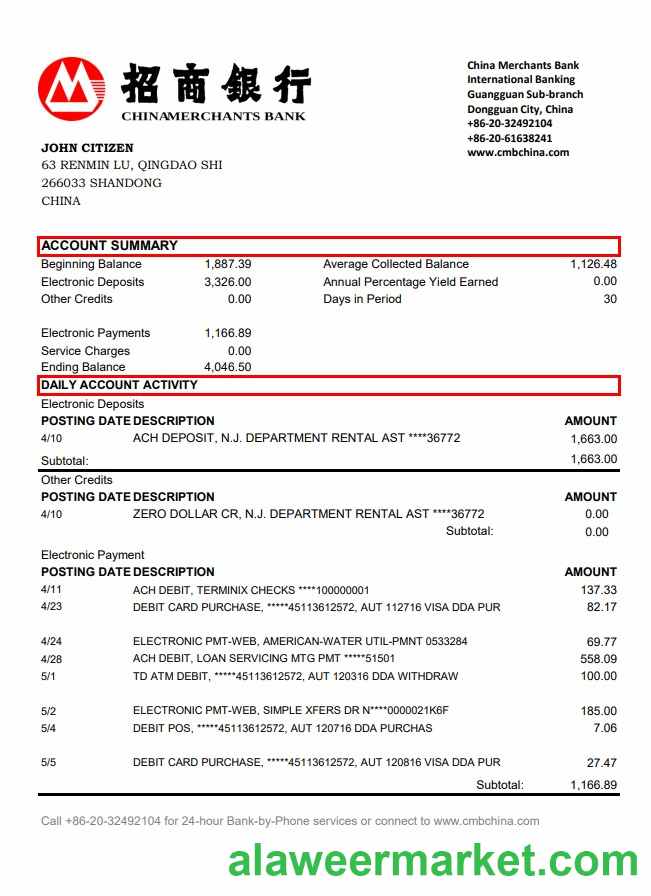 招商銀行
CHINA MERCHANTS BANK
China Merchants Bank
International Banking
Guangguan Sub-branch
Dongguan City, China
+86-20-32492104
+86-20-61638241
www.cmbchina.com
JOHN CITIZEN
63 RENMIN LU, QINGDAO SHI
266033 SHANDONG
CHINA
ACCOUNT SUMMARY
Beginning Balance 1,887.39 Average Collected Balance 1,126.48
Electronic Deposits 3,326.00 Annual Percentage Yield Earned 0.00
Other Credits 0.00 Days in Period 30
Electronic Payments 1,166.89
Service Charges 0.00
Ending Balance 4,046.50
DAILY ACCOUNT ACTIVITY
Electronic Deposits
POSTING DATE DESCRIPTION AMOUNT
4/10 ACH DEPOSIT, N.J. DEPARTMENT RENTAL AST ****36772 1,663.00
Subtotal: 1,663.00
Other Credits
POSTING DATE DESCRIPTION AMOUNT
4/10 ZERO DOLLAR CR, N.J. DEPARTMENT RENTAL AST ****36772 0.00
Subtotal: 0.00
Electronic Payment
POSTING DATE DESCRIPTION AMOUNT
4/11 ACH DEBIT, TERMINIX CHECKS ****100000001 137.33
4/23 DEBIT CARD PURCHASE, *****45113612572, AUT 112716 VISA DDA PUR 82.17
4/24 ELECTRONIC PMT-WEB, AMERICAN-WATER UTIL-PMNT 0533284 69.77
4/28 ACH DEBIT, LOAN SERVICING MTG PMT *****51501 558.09
5/1 TD ATM DEBIT, *****45113612572, AUT 120316 DDA WITHDRAW 100.00
5/2 ELECTRONIC PMT-WEB, SIMPLE XFERS DR N****0000021K6F 185.00
5/4 DEBIT POS, *****45113612572, AUT 120716 DDA PURCHAS 7.06
5/5 DEBIT CARD PURCHASE, *****45113612572, AUT 120816 VISA DDA PUR 27.47
Subtotal: 1,166.89
Call +86-20-32492104 for 24-hour Bank-by-Phone services or connect to www.cmbchina.com
alaweermarket.com